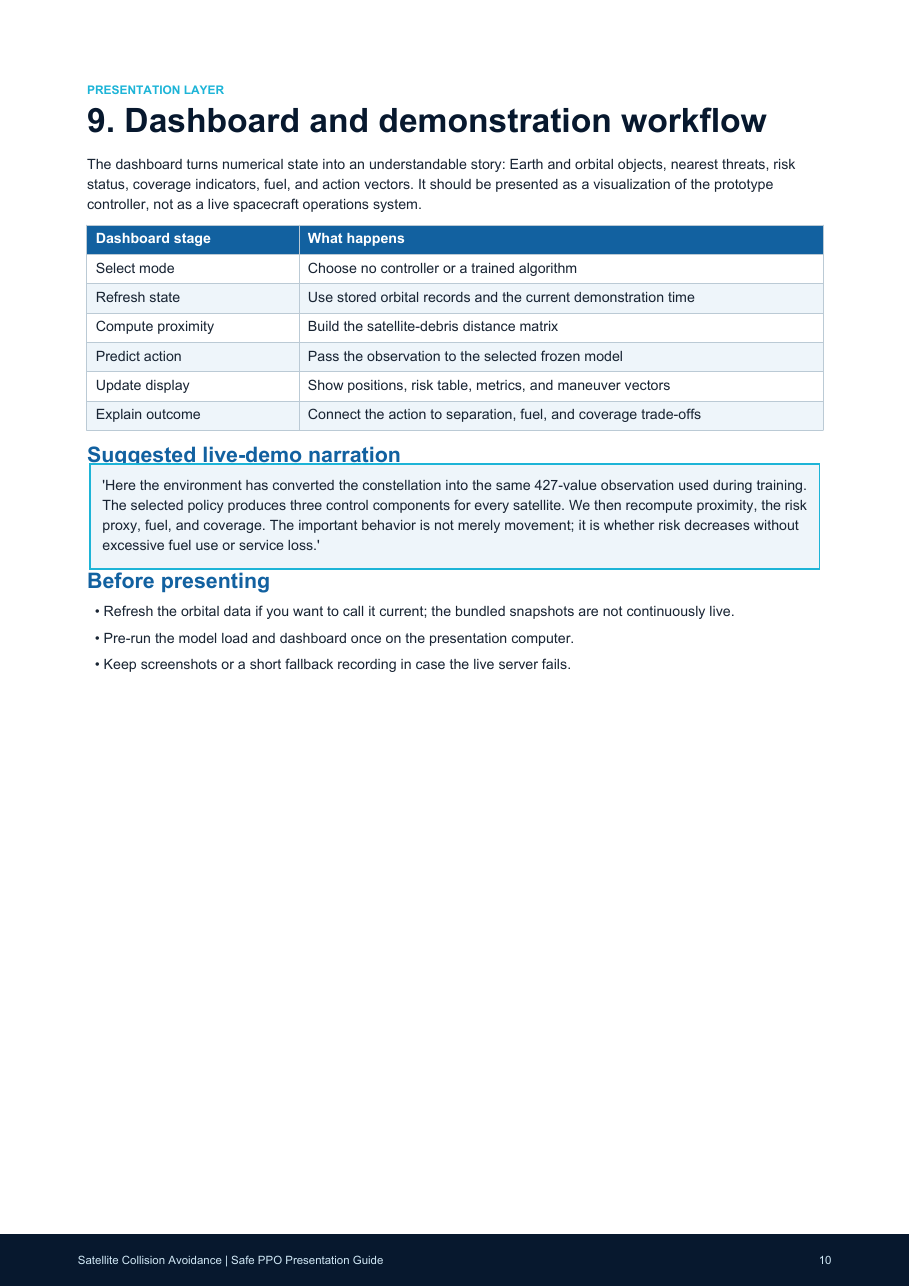 PRESENTATION LAYER
9. Dashboard and demonstration workflow
The dashboard turns numerical state into an understandable story: Earth and orbital objects, nearest threats, risk
status, coverage indicators, fuel, and action vectors. It should be presented as a visualization of the prototype
controller, not as a live spacecraft operations system.
Dashboard stage What happens
Select mode Choose no controller or a trained algorithm
Refresh state Use stored orbital records and the current demonstration time
Compute proximity Build the satellite-debris distance matrix
Predict action Pass the observation to the selected frozen model
Update display Show positions, risk table, metrics, and maneuver vectors
Explain outcome Connect the action to separation, fuel, and coverage trade-offs
Suggested live-demo narration
'Here the environment has converted the constellation into the same 427-value observation used during training.
The selected policy produces three control components for every satellite. We then recompute proximity, the risk
proxy, fuel, and coverage. The important behavior is not merely movement; it is whether risk decreases without
excessive fuel use or service loss.'
Before presenting
• Refresh the orbital data if you want to call it current; the bundled snapshots are not continuously live.
• Pre-run the model load and dashboard once on the presentation computer.
• Keep screenshots or a short fallback recording in case the live server fails.
Satellite Collision Avoidance | Safe PPO Presentation Guide 10